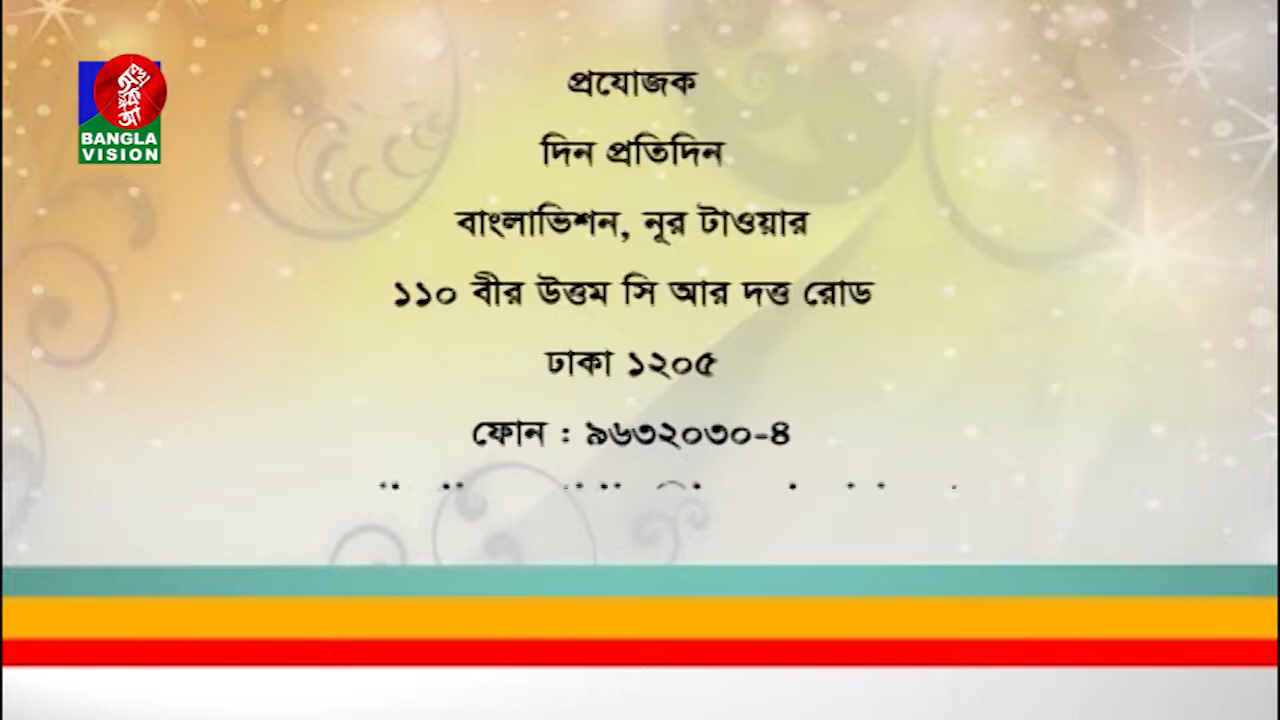 BANGLA
VISION
প্রযোজক
দিন প্রতিদিন
বাংলাভিশন, নূর টাওয়ার
১১০ বীর উত্তম সি আর দত্ত রোড
ঢাকা ১২০৫
ফোন : ৯৬৩২০৩০-৪